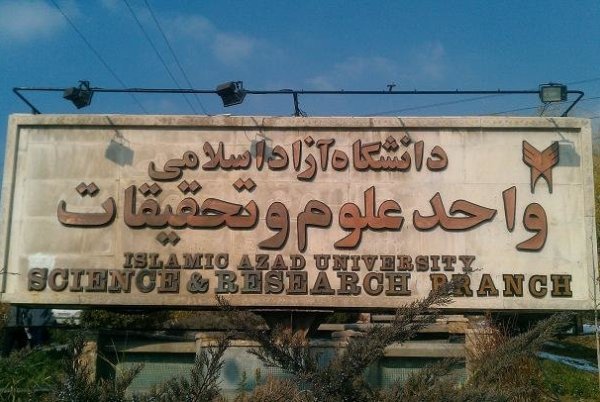 دانشگاه آزاد اسلامی
واحد علوم و تحقیقات
ISLAMIC AZAD UNIVERSITY
SCIENCE & RESEARCH BRANCH